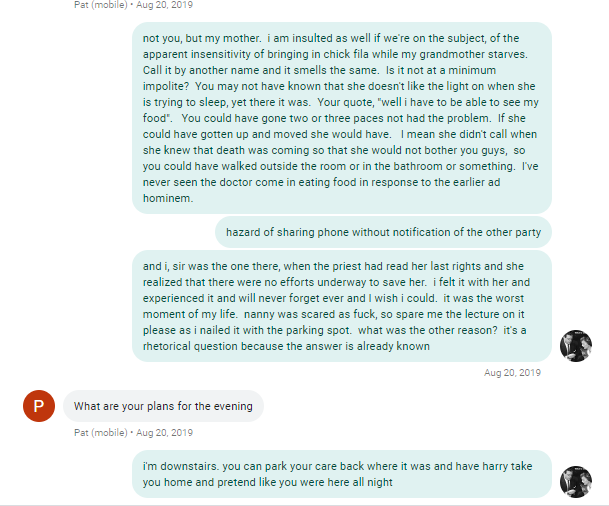 Pat (mobile) • Aug 20, 2019
not you, but my mother.  i am insulted as well if we're on the subject, of the
apparent insensitivity of bringing in chick fila while my grandmother starves.
Call it by another name and it smells the same.  Is it not at a minimum
impolite?  You may not have known that she doesn't like the light on when she
is trying to sleep, yet there it was.  Your quote, "well i have to be able to see my
food".   You could have gone two or three paces not had the problem.  If she
could have gotten up and moved she would have.   I mean she didn't call when
she knew that death was coming so that she would not bother you guys,  so
you could have walked outside the room or in the bathroom or something.  I've
never seen the doctor come in eating food in response to the earlier ad
hominem.
hazard of sharing phone without notification of the other party
and i, sir was the one there, when the priest had read her last rights and she
realized that there were no efforts underway to save her.  i felt it with her and
experienced it and will never forget ever and I wish i could.  it was the worst
moment of my life.  nanny was scared as fuck, so spare me the lecture on it
please as i nailed it with the parking spot.  what was the other reason?  it's a
rhetorical question because the answer is already known
Aug 20, 2019
P
What are your plans for the evening
Pat (mobile) • Aug 20, 2019
i'm downstairs. you can park your care back where it was and have harry take
you home and pretend like you were here all night